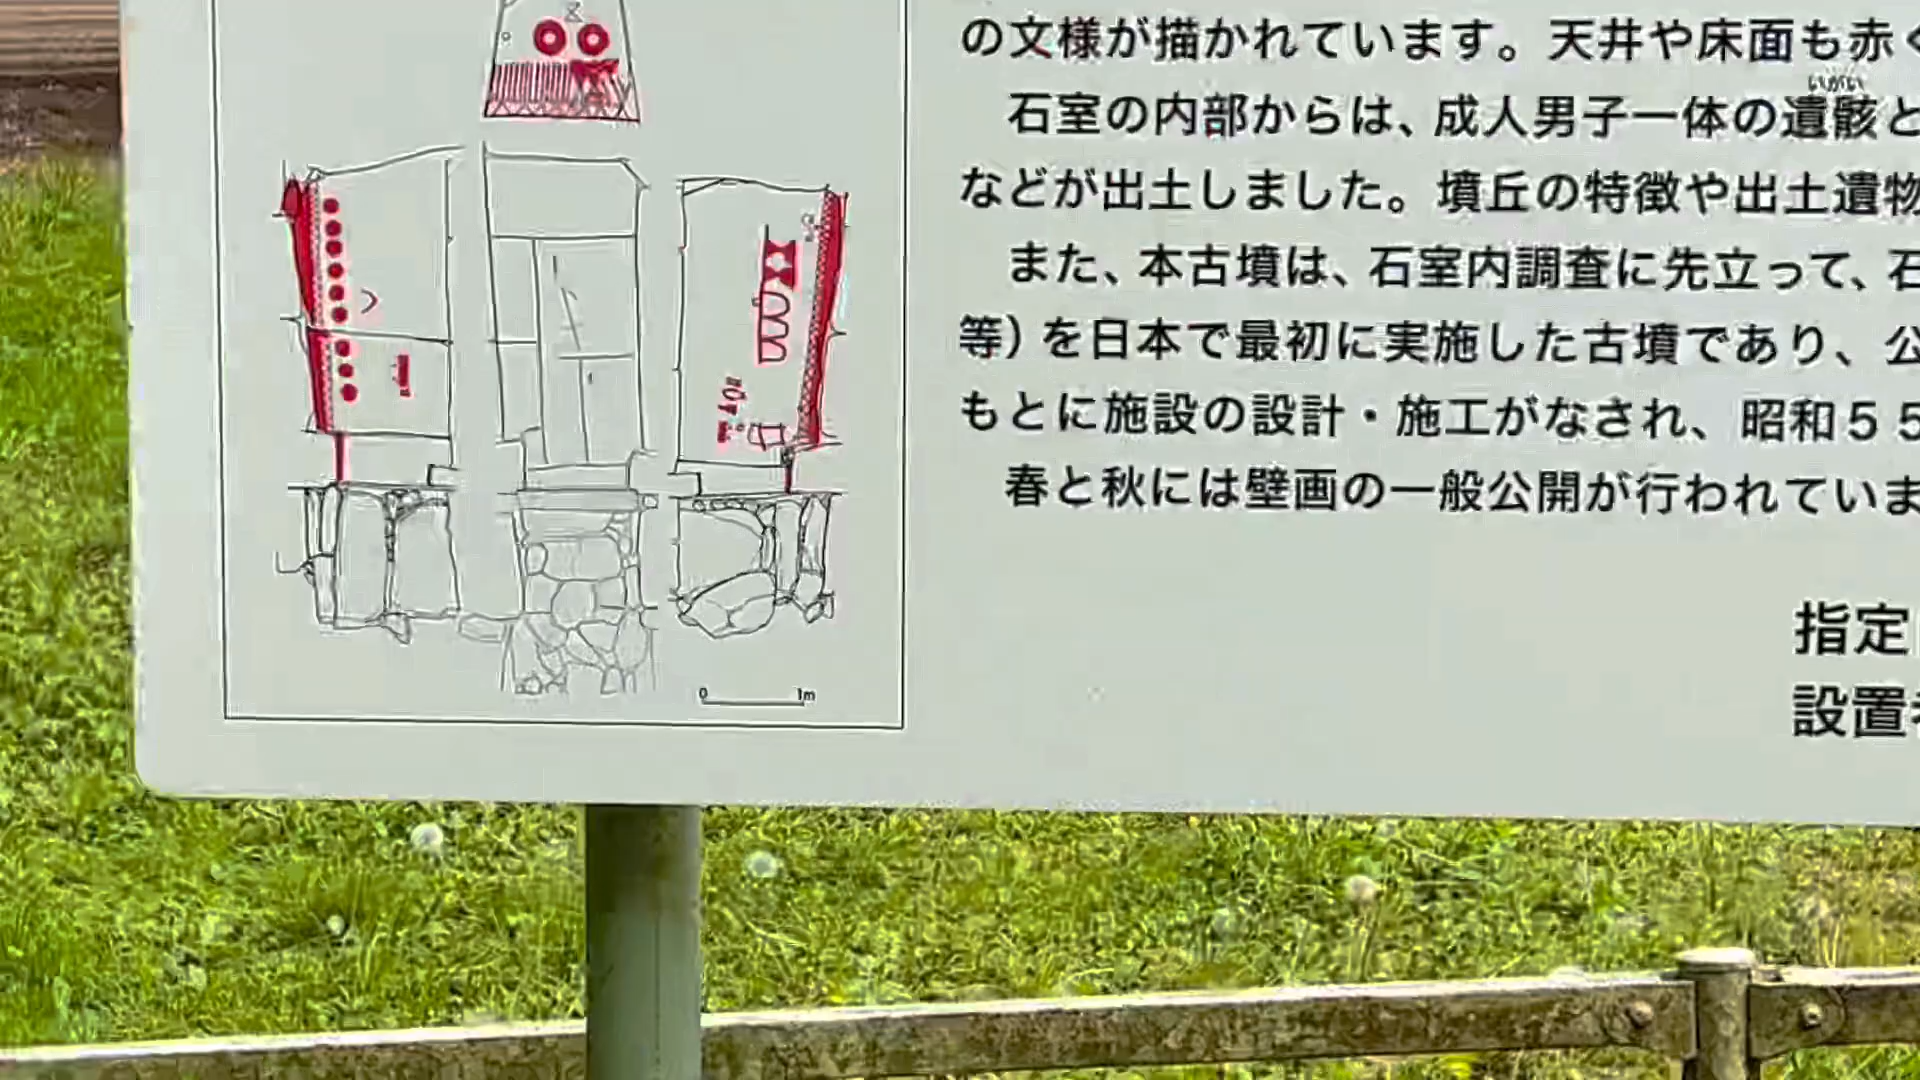 の文様が描かれています。天井や床面も赤く
いがい
石室の内部からは、成人男子一体の遺骸と
などが出土しました。墳丘の特徴や出土遺物
また、本古墳は、石室内調査に先立って、石
等）を日本で最初に実施した古墳であり、公
もとに施設の設計・施工がなされ、昭和５５
春と秋には壁画の一般公開が行われていま
指定
設置者
0 1m